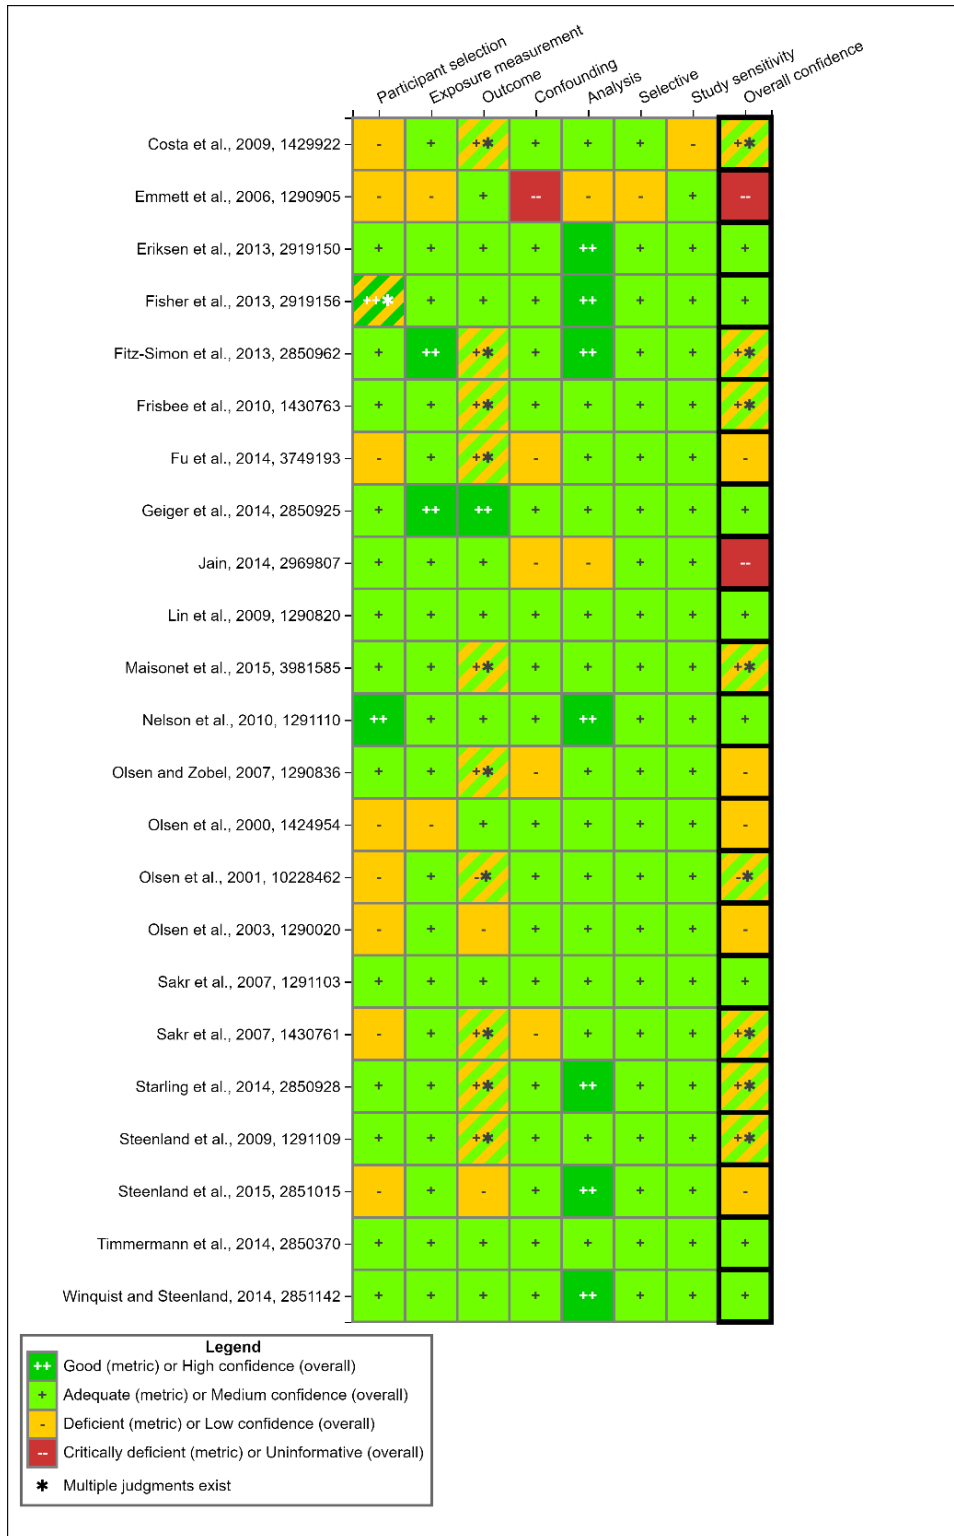 Participant selection
Exposure measurement
Outcome
Confounding
Analysis
Selective
Study sensitivity
Overall confidence
Costa et al., 2009, 1429922 - + +✱ + + + - +✱
Emmett et al., 2006, 1290905 - - + -- - - + --
Eriksen et al., 2013, 2919150 + + + + ++ + + +
Fisher et al., 2013, 2919156 ++✱ + + + ++ + + +
Fitz-Simon et al., 2013, 2850962 + ++ +✱ + ++ + + +✱
Frisbee et al., 2010, 1430763 + + +✱ + + + + +✱
Fu et al., 2014, 3749193 - + +✱ - + + + -
Geiger et al., 2014, 2850925 + ++ ++ + + + + +
Jain, 2014, 2969807 + + + - - + + --
Lin et al., 2009, 1290820 + + + + + + + +
Maisonet et al., 2015, 3981585 + + +✱ + + + + +✱
Nelson et al., 2010, 1291110 ++ + + + ++ + + +
Olsen and Zobel, 2007, 1290836 + + +✱ - + + + -
Olsen et al., 2000, 1424954 - - + + + + + -
Olsen et al., 2001, 10228462 - + -✱ + + + + -✱
Olsen et al., 2003, 1290020 - + - + + + + -
Sakr et al., 2007, 1291103 + + + + + + + +
Sakr et al., 2007, 1430761 - + +✱ - + + + +✱
Starling et al., 2014, 2850928 + + +✱ + ++ + + +✱
Steenland et al., 2009, 1291109 + + +✱ + + + + +✱
Steenland et al., 2015, 2851015 - + - + ++ + + -
Timmermann et al., 2014, 2850370 + + + + + + + +
Winquist and Steenland, 2014, 2851142 + + + + ++ + + +
Legend
++ Good (metric) or High confidence (overall)
+ Adequate (metric) or Medium confidence (overall)
- Deficient (metric) or Low confidence (overall)
-- Critically deficient (metric) or Uninformative (overall)
✱ Multiple judgments exist